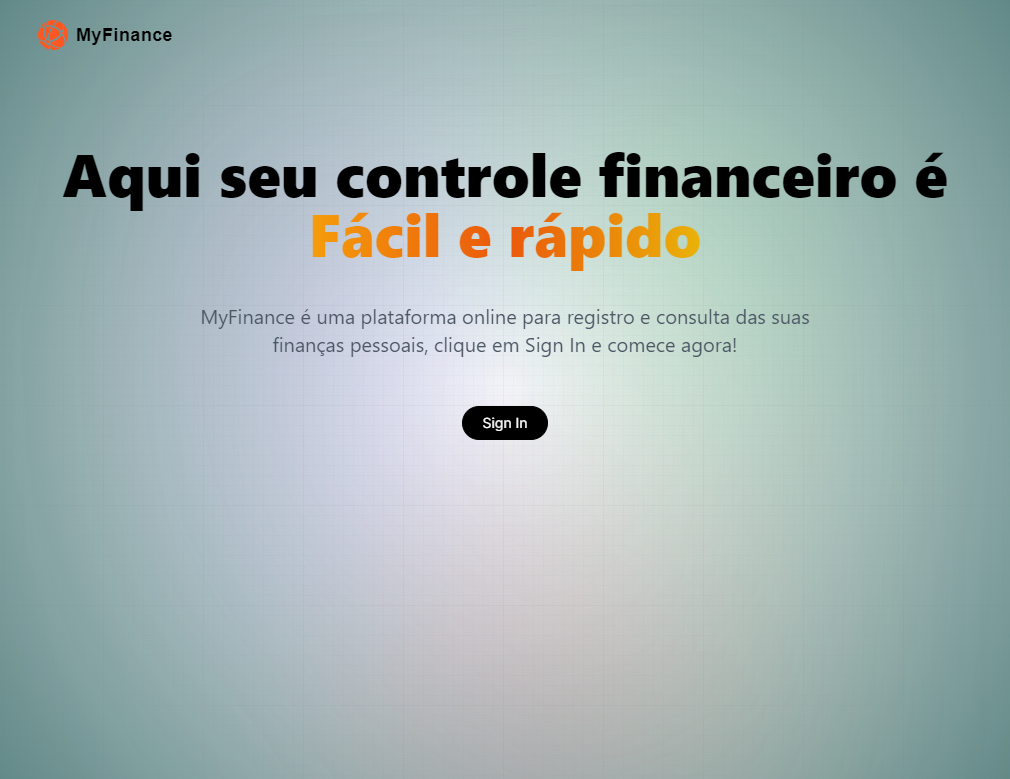 MyFinance
Aqui seu controle financeiro é
Fácil e rápido
MyFinance é uma plataforma online para registro e consulta das suas
finanças pessoais, clique em Sign In e comece agora!
Sign In